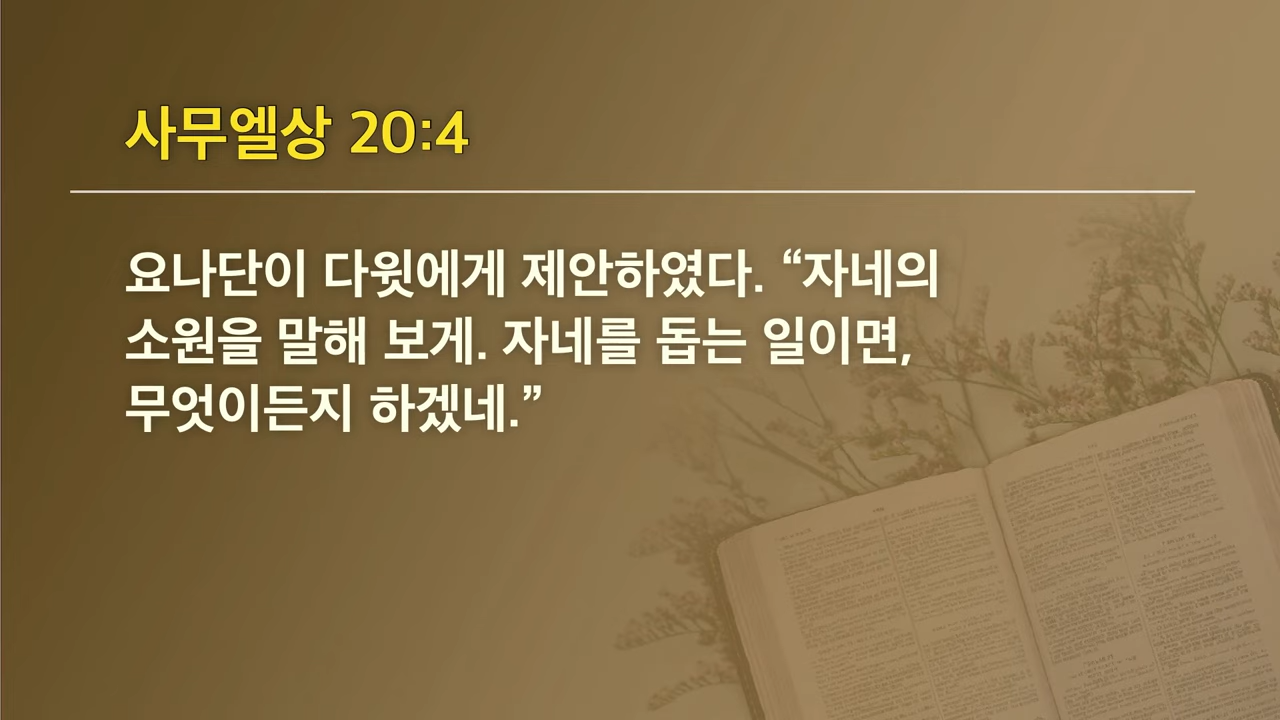 사무엘상 20:4
요나단이 다윗에게 제안하였다. “자네의
소원을 말해 보게. 자네를 돕는 일이면,
무엇이든지 하겠네.”